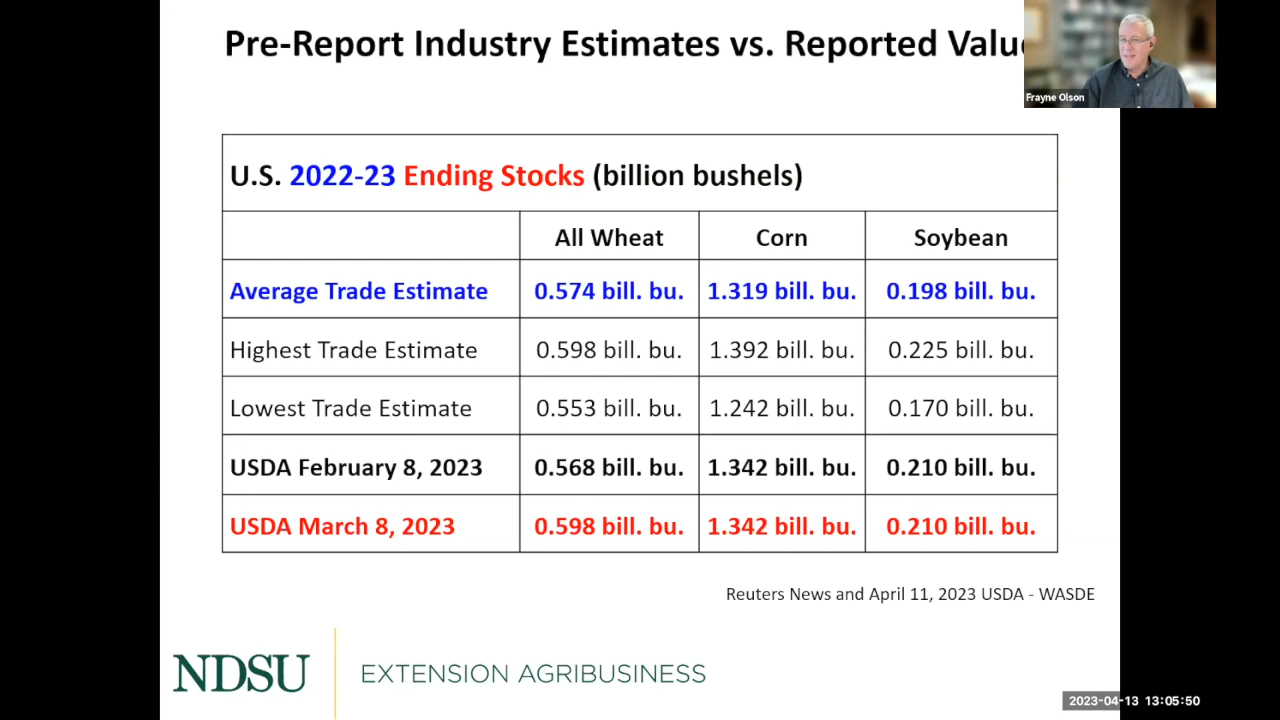 Pre-Report Industry Estimates vs. Reported Valu
Frayne Olson
U.S. 2022-23 Ending Stocks (billion bushels)
All Wheat Corn Soybean
Average Trade Estimate 0.574 bill. bu. 1.319 bill. bu. 0.198 bill. bu.
Highest Trade Estimate 0.598 bill. bu. 1.392 bill. bu. 0.225 bill. bu.
Lowest Trade Estimate 0.553 bill. bu. 1.242 bill. bu. 0.170 bill. bu.
USDA February 8, 2023 0.568 bill. bu. 1.342 bill. bu. 0.210 bill. bu.
USDA March 8, 2023 0.598 bill. bu. 1.342 bill. bu. 0.210 bill. bu.
Reuters News and April 11, 2023 USDA - WASDE
NDSU EXTENSION AGRIBUSINESS
2023-04-13 13:05:50